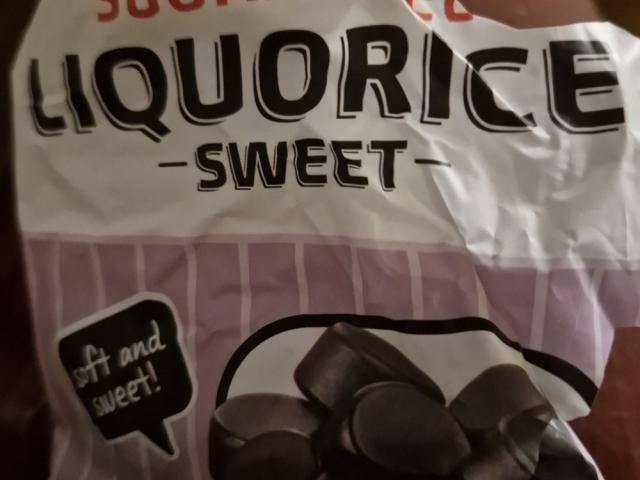 LIQUORICE
-SWEET-
soft and
sweet!